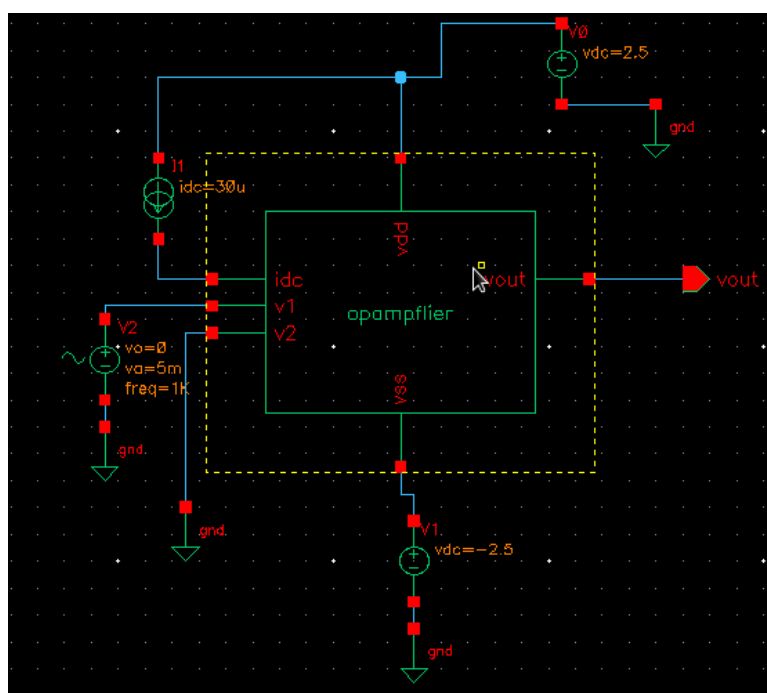 V0
vdc=2.5
gnd
I1
idc=30u
vdd
idc
vout
vout
v1
opampflier
V2
v2
vo=0
va=5m
freq=1K
vss
gnd
gnd
V1
vdc=-2.5
gnd